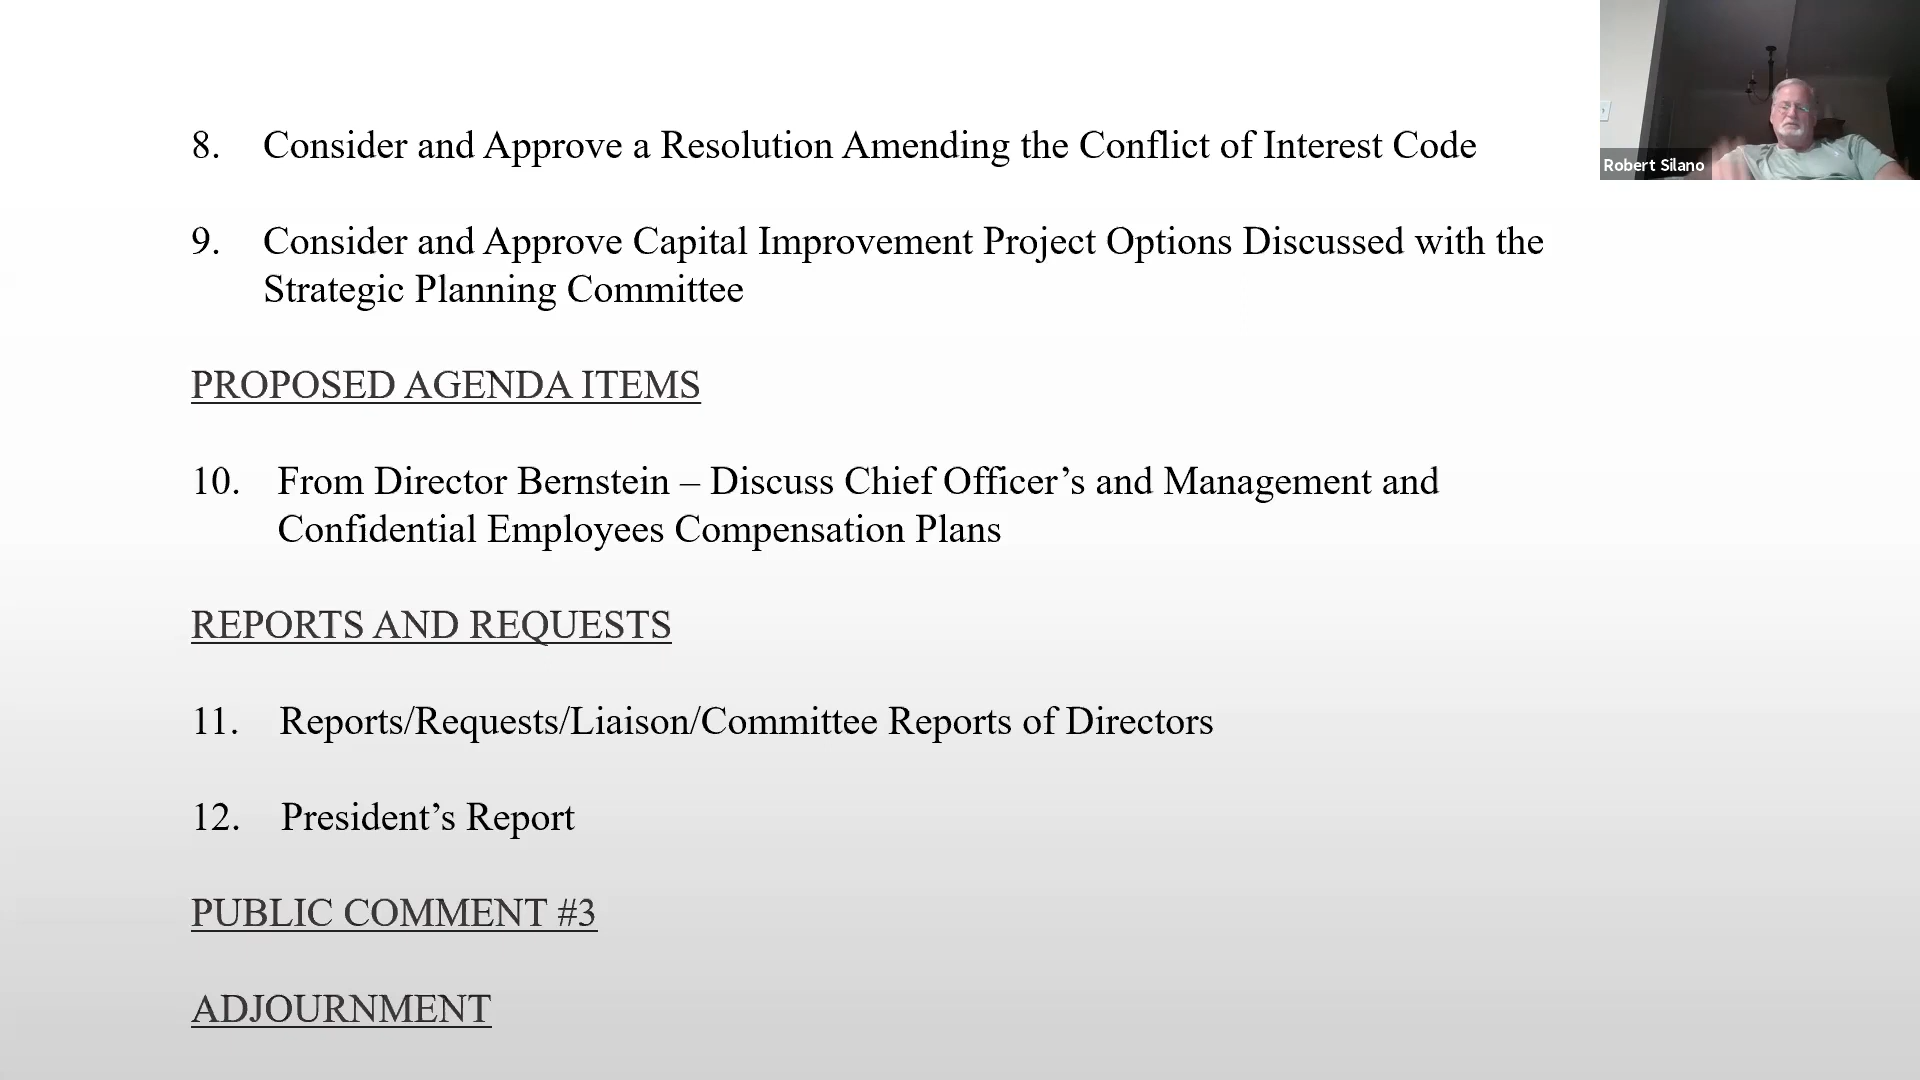 8. Consider and Approve a Resolution Amending the Conflict of Interest Code
9. Consider and Approve Capital Improvement Project Options Discussed with the
Strategic Planning Committee
PROPOSED AGENDA ITEMS
10. From Director Bernstein – Discuss Chief Officer’s and Management and
Confidential Employees Compensation Plans
REPORTS AND REQUESTS
11. Reports/Requests/Liaison/Committee Reports of Directors
12. President’s Report
PUBLIC COMMENT #3
ADJOURNMENT
Robert Silano